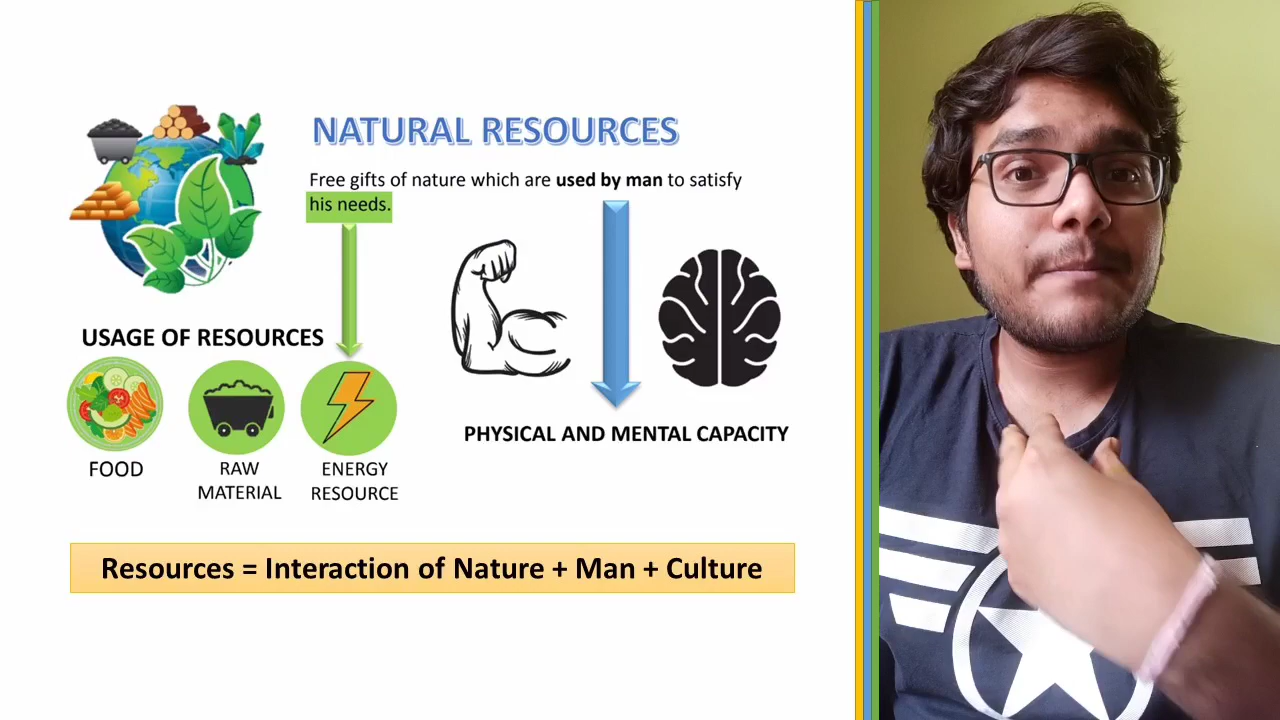 NATURAL RESOURCES
Free gifts of nature which are used by man to satisfy
his needs.
USAGE OF RESOURCES
FOOD
RAW
MATERIAL
ENERGY
RESOURCE
PHYSICAL AND MENTAL CAPACITY
Resources = Interaction of Nature + Man + Culture